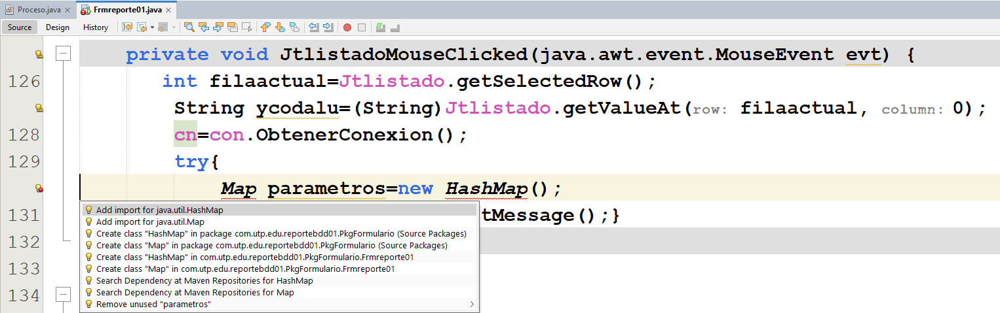 Proceso.java Frmreporte01.java
Source Design History
private void JtlistadoMouseClicked(java.awt.event.MouseEvent evt) {
126 int filaactual=Jtlistado.getSelectedRow();
String ycodalu=(String)Jtlistado.getValueAt(row: filaactual, column: 0);
128 cn=con.ObtenerConexion();
129 try{
Map parametros=new HashMap();
131 tMessage();}
132
133
134
Add import for java.util.HashMap
Add import for java.util.Map
Create class "HashMap" in package com.utp.edu.reportebdd01.PkgFormulario (Source Packages)
Create class "Map" in package com.utp.edu.reportebdd01.PkgFormulario (Source Packages)
Create class "HashMap" in com.utp.edu.reportebdd01.PkgFormulario.Frmreporte01
Create class "Map" in com.utp.edu.reportebdd01.PkgFormulario.Frmreporte01
Search Dependency at Maven Repositories for HashMap
Search Dependency at Maven Repositories for Map
Remove unused "parametros"